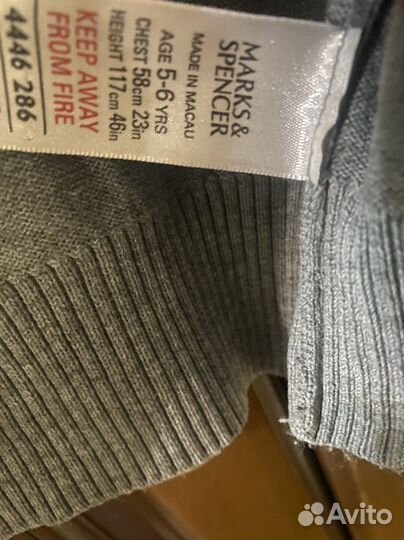 MARKS &
SPENCER
MADE IN MACAU
AGE 5-6 YRS
CHEST 58cm 23in
HEIGHT 117cm 46in
KEEP AWAY
FROM FIRE
4446 286
Avito